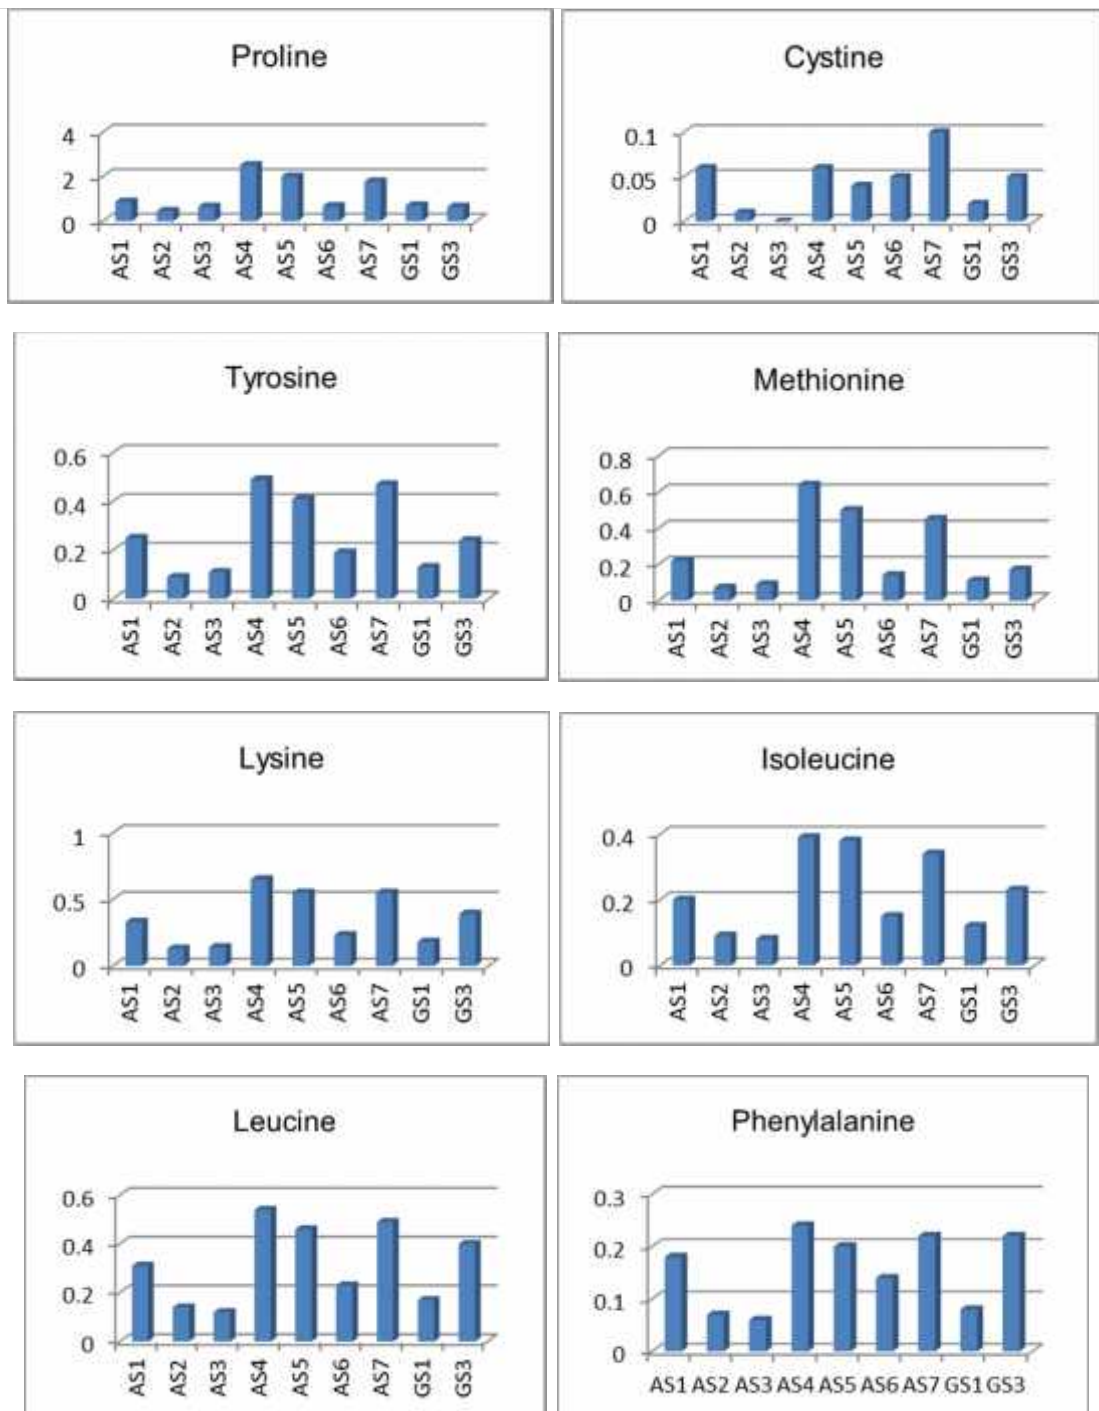 Proline
4
2
0
AS1 AS2 AS3 AS4 AS5 AS6 AS7 GS1 GS3
Cystine
0.1
0.05
0
AS1 AS2 AS3 AS4 AS5 AS6 AS7 GS1 GS3
Tyrosine
0.6
0.4
0.2
0
AS1 AS2 AS3 AS4 AS5 AS6 AS7 GS1 GS3
Methionine
0.8
0.6
0.4
0.2
0
AS1 AS2 AS3 AS4 AS5 AS6 AS7 GS1 GS3
Lysine
1
0.5
0
AS1 AS2 AS3 AS4 AS5 AS6 AS7 GS1 GS3
Isoleucine
0.4
0.2
0
AS1 AS2 AS3 AS4 AS5 AS6 AS7 GS1 GS3
Leucine
0.6
0.4
0.2
0
AS1 AS2 AS3 AS4 AS5 AS6 AS7 GS1 GS3
Phenylalanine
0.3
0.2
0.1
0
AS1 AS2 AS3 AS4 AS5 AS6 AS7 GS1 GS3